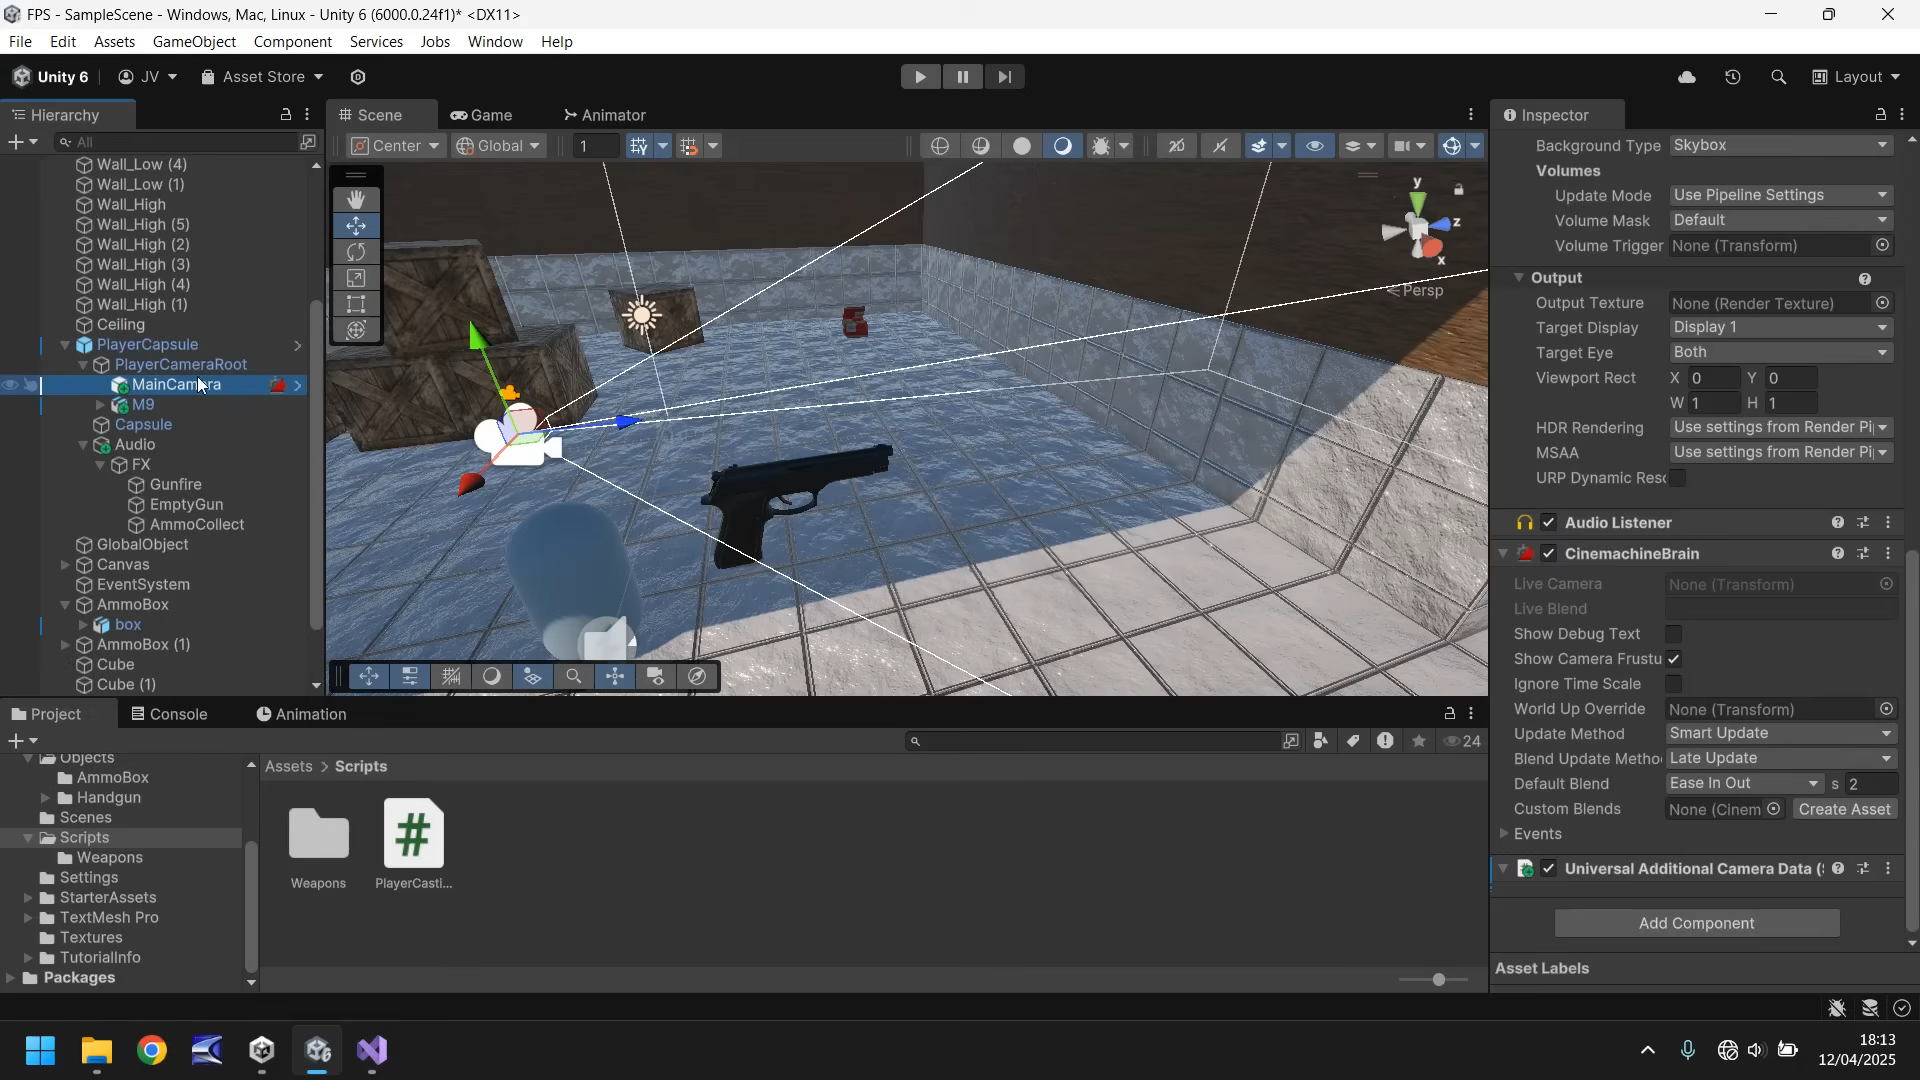 FPS - SampleScene - Windows, Mac, Linux - Unity 6 (6000.0.24f1)* <DX11>
File Edit Assets GameObject Component Services Jobs Window Help
Unity 6 JV Asset Store Layout
Hierarchy
All
Wall_Low (4)
Wall_Low (1)
Wall_High
Wall_High (5)
Wall_High (2)
Wall_High (3)
Wall_High (4)
Wall_High (1)
Ceiling
PlayerCapsule
PlayerCameraRoot
MainCamera
M9
Capsule
Audio
FX
Gunfire
EmptyGun
AmmoCollect
GlobalObject
Canvas
EventSystem
AmmoBox
box
AmmoBox (1)
Cube
Cube (1)
Scene Game Animator
Center Global 1
y
z
x
Persp
Inspector
Background Type Skybox
Volumes
Update Mode Use Pipeline Settings
Volume Mask Default
Volume Trigger None (Transform)
Output
Output Texture None (Render Texture)
Target Display Display 1
Target Eye Both
Viewport Rect X 0 Y 0
W 1 H 1
HDR Rendering Use settings from Render Pi
MSAA Use settings from Render Pi
URP Dynamic Reso
Audio Listener
CinemachineBrain
Live Camera None (Transform)
Live Blend
Show Debug Text
Show Camera Frustu
Ignore Time Scale
World Up Override None (Transform)
Update Method Smart Update
Blend Update Metho Late Update
Default Blend Ease In Out s 2
Custom Blends None (Cinem Create Asset
Events
Universal Additional Camera Data (
Add Component
Asset Labels
Project Console Animation
24
Objects
AmmoBox
Handgun
Scenes
Scripts
Weapons
Settings
StarterAssets
TextMesh Pro
Textures
TutorialInfo
Packages
Assets > Scripts
Weapons
PlayerCasti...
18:13
12/04/2025